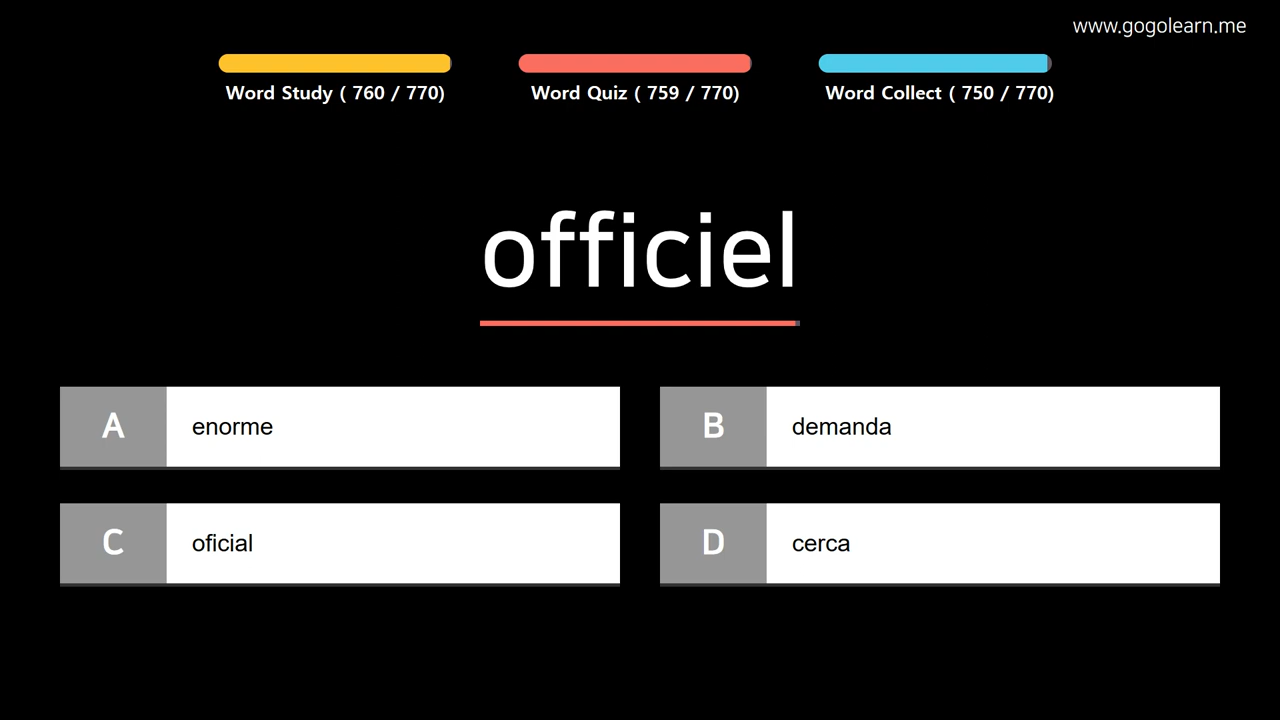 www.gogolearn.me
Word Study ( 760 / 770)
Word Quiz ( 759 / 770)
Word Collect ( 750 / 770)
officiel
A enorme
B demanda
C oficial
D cerca